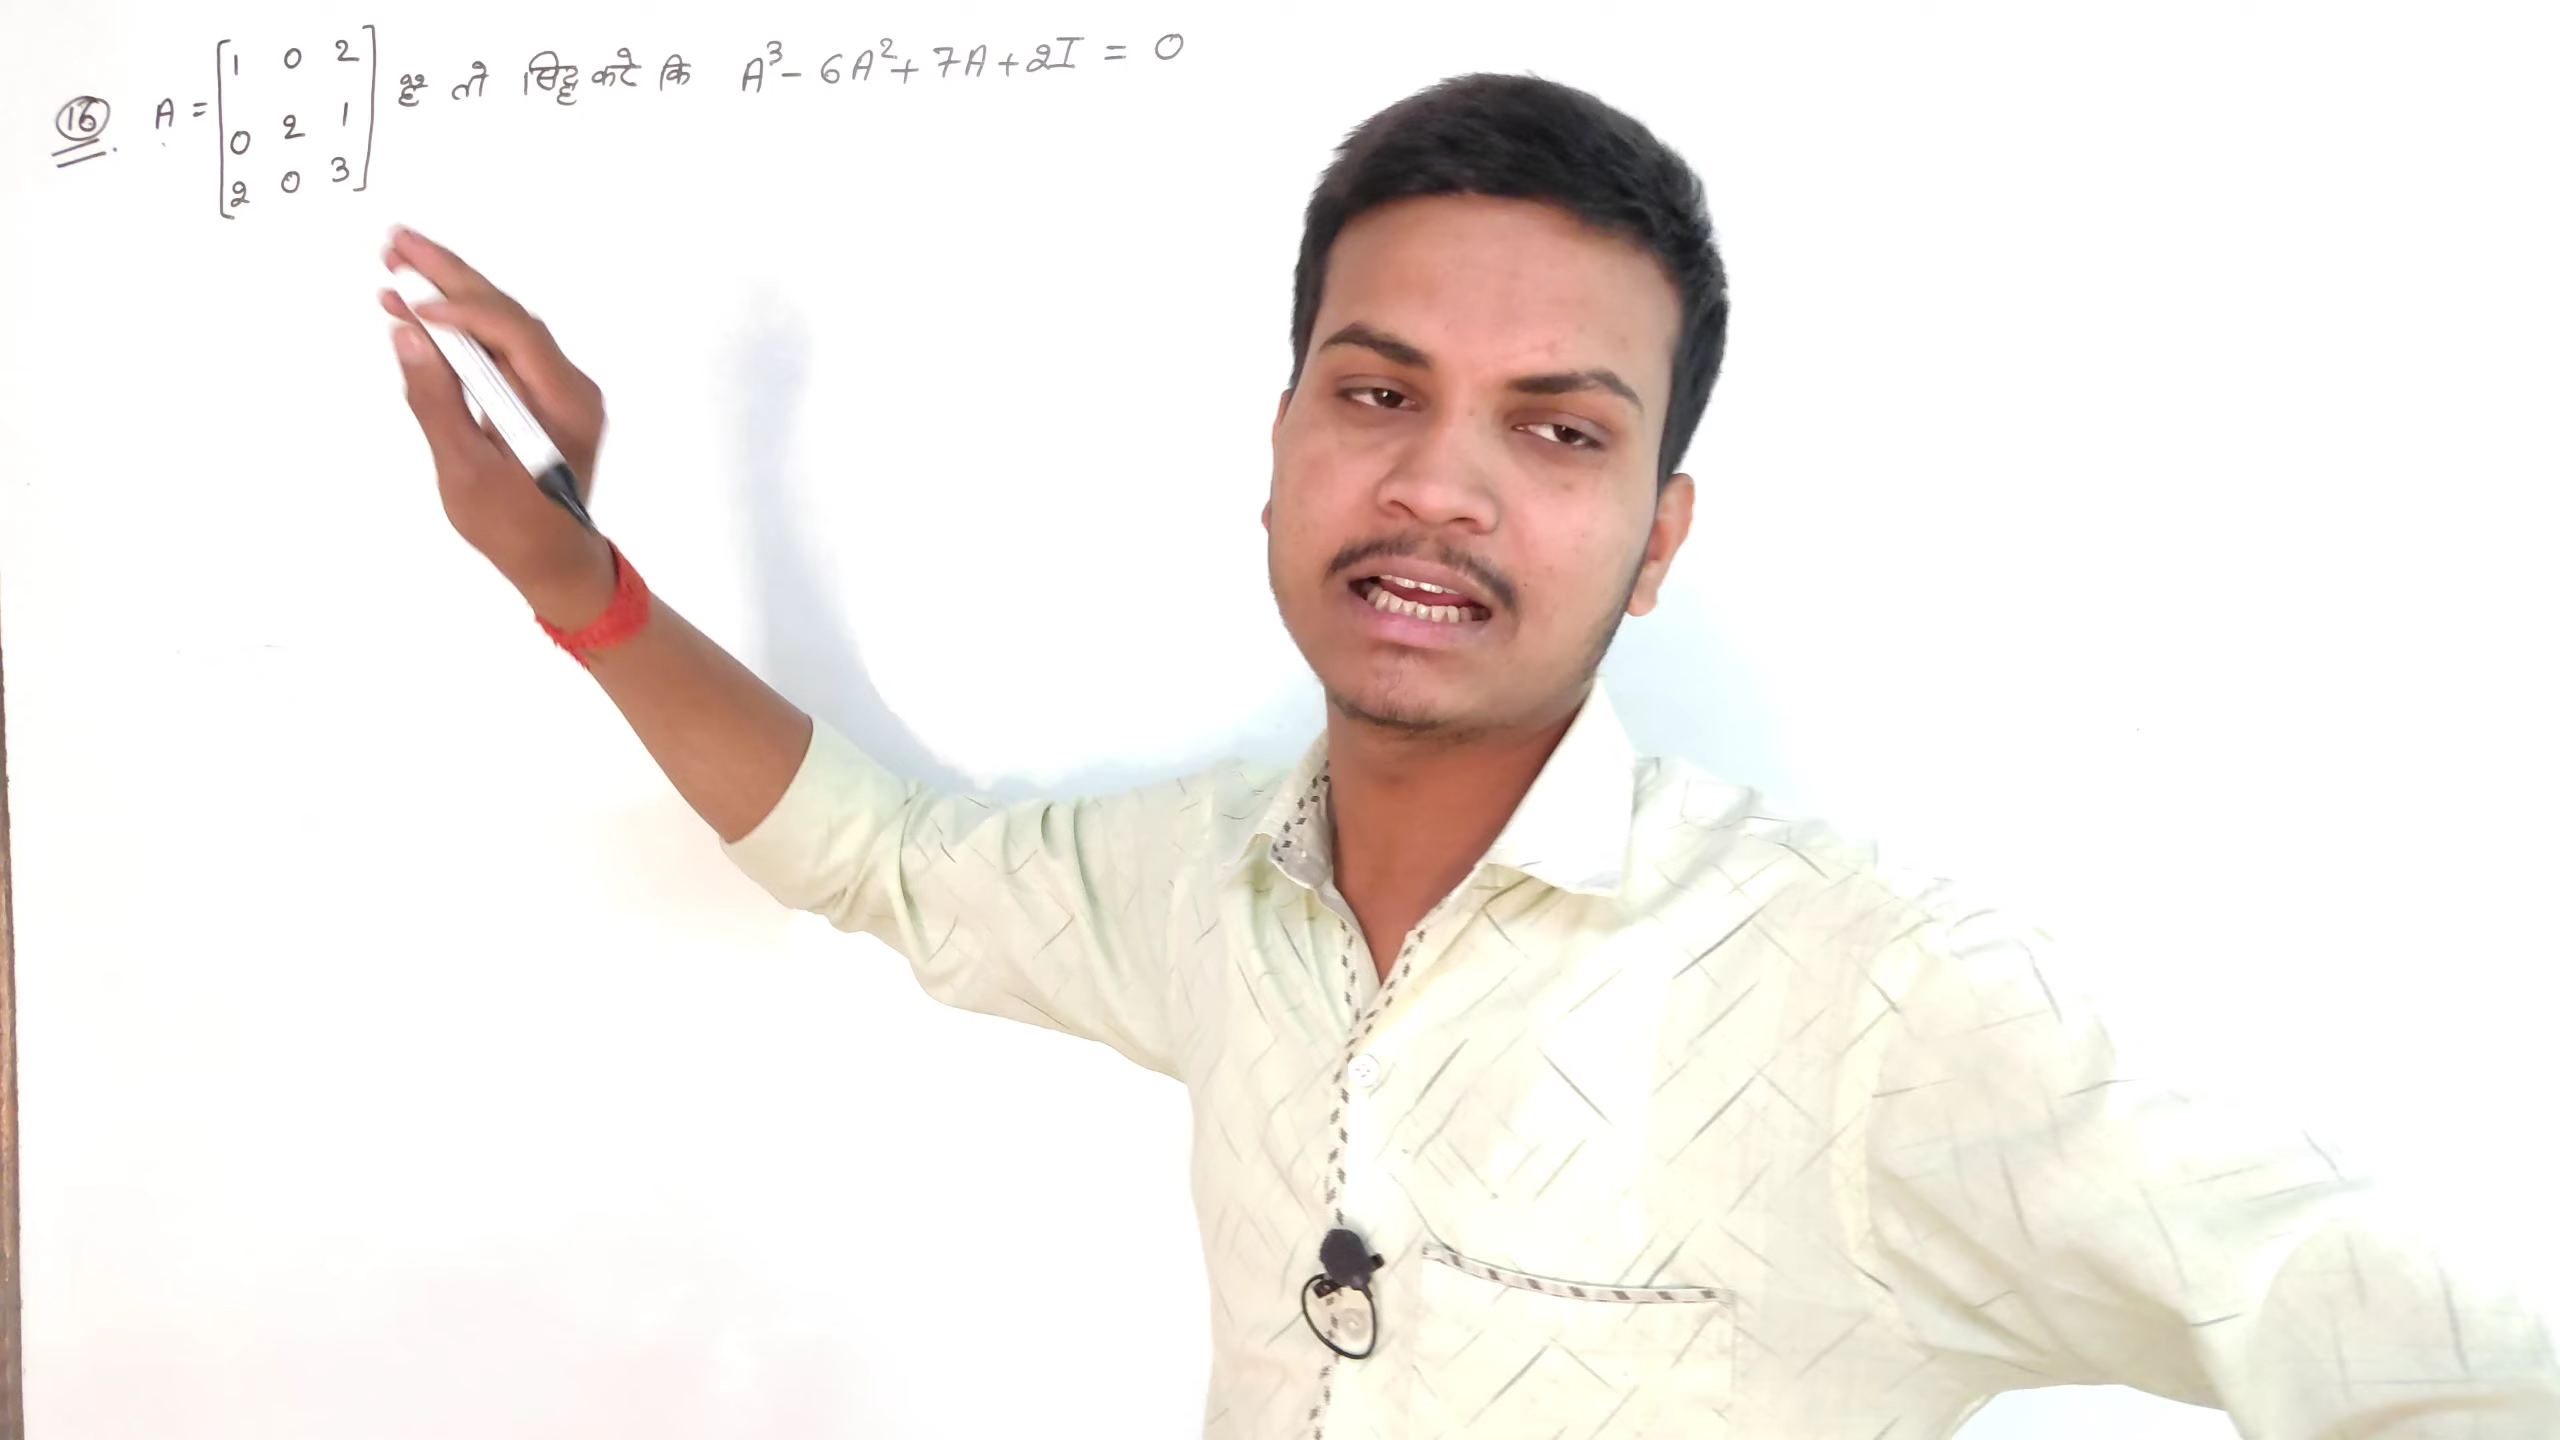 16 A = [1 0 2 0 2 1 2 0 3] है तो सिद्ध करे कि A³ - 6A² + 7A + 2I = 0